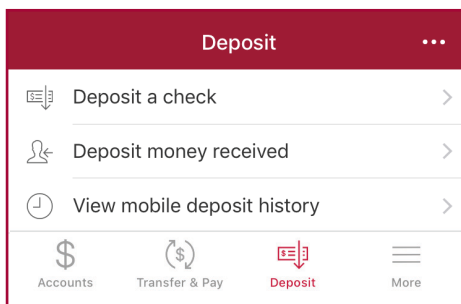 Deposit
Deposit a check
Deposit money received
View mobile deposit history
Accounts Transfer & Pay Deposit More